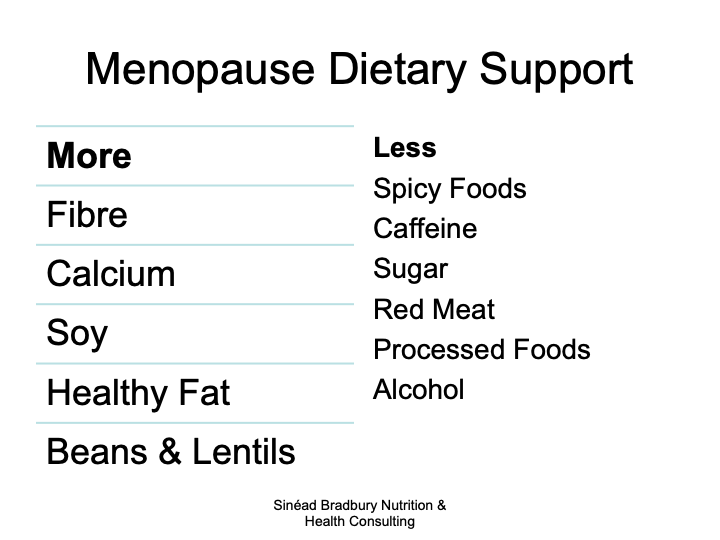 Menopause Dietary Support
More
Fibre
Calcium
Soy
Healthy Fat
Beans & Lentils
Less
Spicy Foods
Caffeine
Sugar
Red Meat
Processed Foods
Alcohol
Sinéad Bradbury Nutrition &
Health Consulting